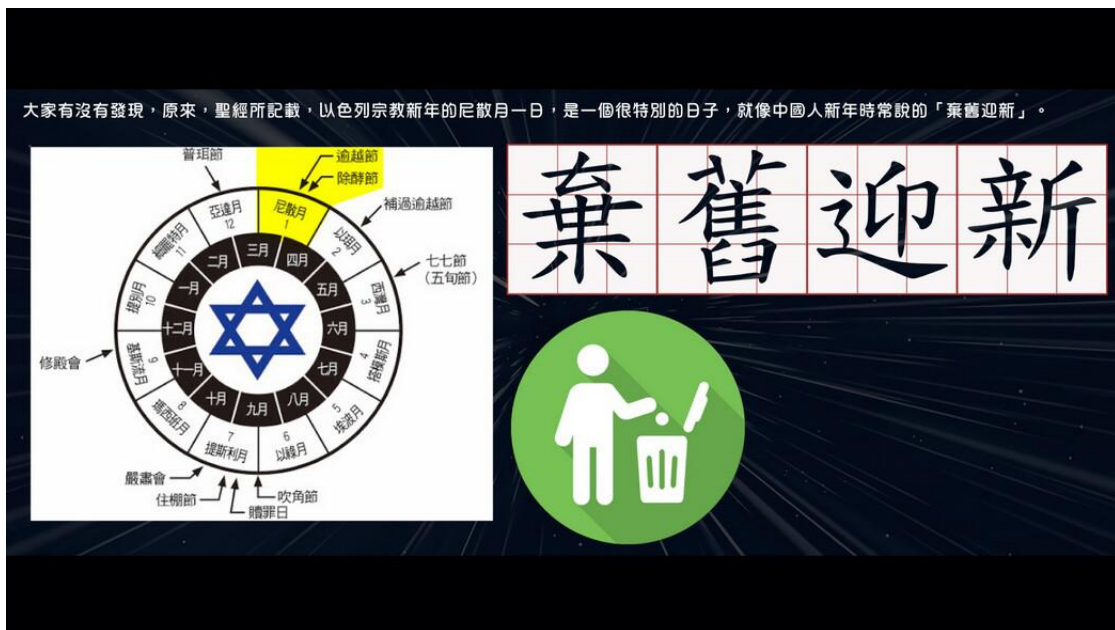 大家有沒有發現，原來，聖經所記載，以色列宗教新年的尼散月一日，是一個很特別的日子，就像中國人新年時常說的「棄舊迎新」。
棄舊迎新
普珥節
逾越節
除酵節
補過逾越節
七七節
（五旬節）
修殿會
嚴肅會
住棚節
贖罪日
吹角節
尼散月
1
以珥月
2
西灣月
3
搭模斯月
4
埃波月
5
以祿月
6
提斯利月
7
瑪西班月
8
基斯流月
9
提別月
10
細罷特月
11
亞達月
12
三月
四月
五月
六月
七月
八月
九月
十月
十一月
十二月
一月
二月